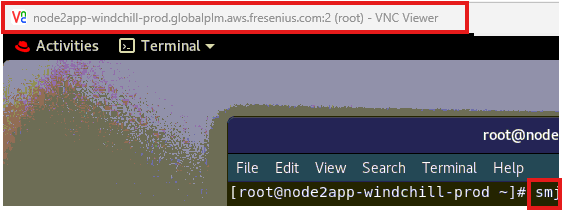 node2app-windchill-prod.globalplm.aws.fresenius.com:2 (root) - VNC Viewer
Activities Terminal
root@node
File Edit View Search Terminal Help
[root@node2app-windchill-prod ~]# smj